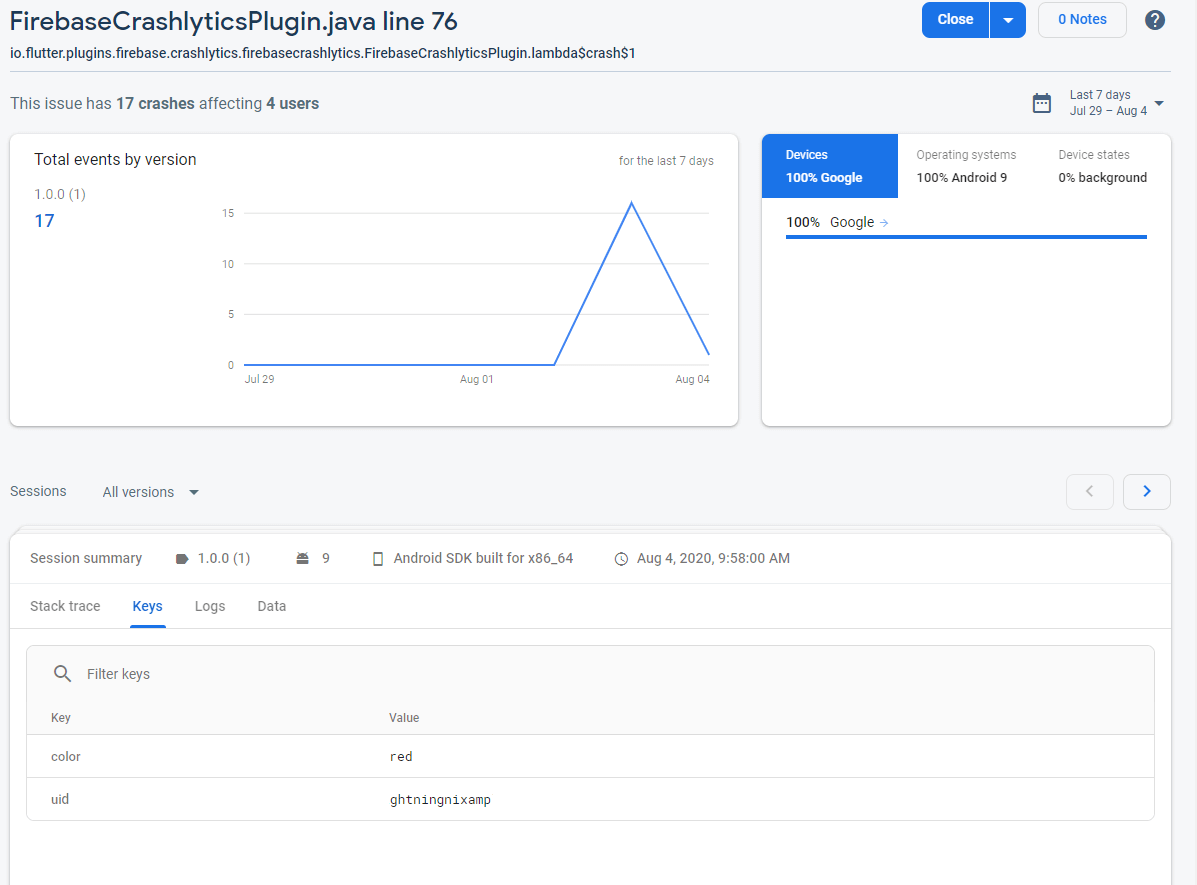 FirebaseCrashlyticsPlugin.java line 76
Close
0 Notes
?
io.flutter.plugins.firebase.crashlytics.firebasecrashlytics.FirebaseCrashlyticsPlugin.lambda$crash$1
This issue has 17 crashes affecting 4 users
Last 7 days
Jul 29 – Aug 4
Total events by version
for the last 7 days
1.0.0 (1)
17
15
10
5
0
Jul 29
Aug 01
Aug 04
Devices
100% Google
Operating systems
100% Android 9
Device states
0% background
100% Google →
Sessions
All versions
Session summary
1.0.0 (1)
9
Android SDK built for x86_64
Aug 4, 2020, 9:58:00 AM
Stack trace
Keys
Logs
Data
Filter keys
Key
Value
color
red
uid
ghtningnixamp